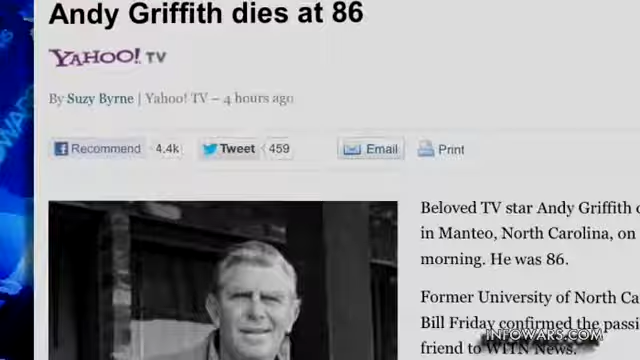 Andy Griffith dies at 86
YAHOO! TV
By Suzy Byrne | Yahoo! TV – 4 hours ago
Recommend 4.4k Tweet 459 Email Print
Beloved TV star Andy Griffith
in Manteo, North Carolina, on
morning. He was 86.
Former University of North Ca
Bill Friday confirmed the passi
friend to WITN news.
INFOWARS.COM